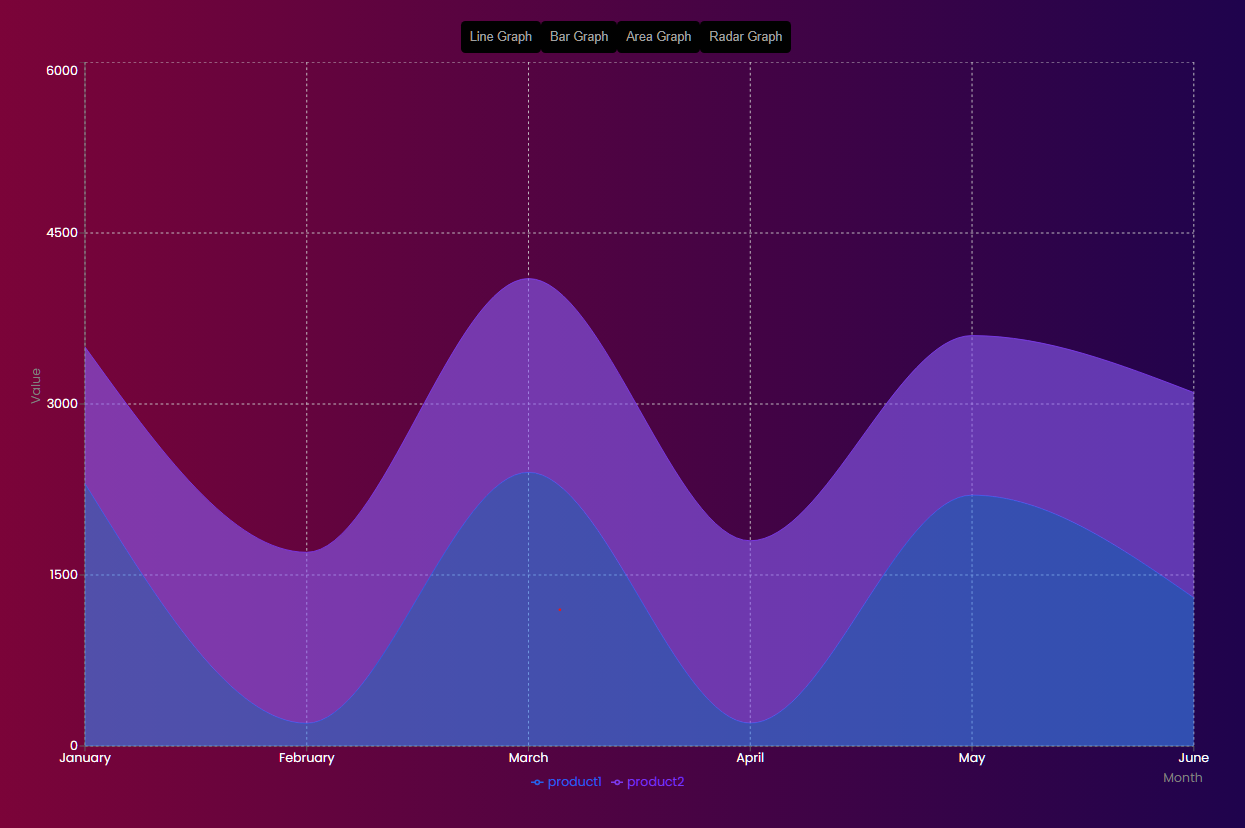 Line Graph Bar Graph Area Graph Radar Graph
6000
4500
Value
3000
1500
0
January February March April May June
Month
product1 product2